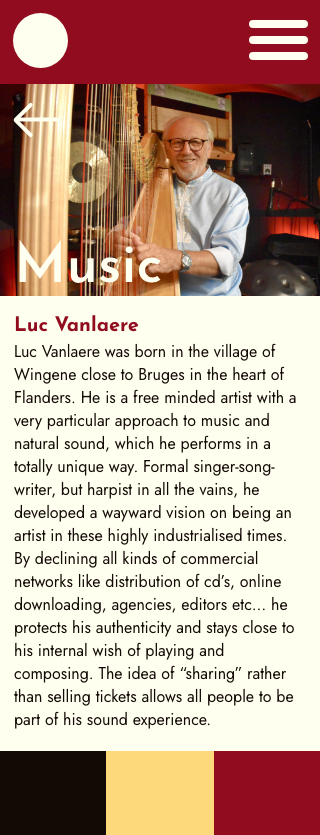 Music
Luc Vanlaere
Luc Vanlaere was born in the village of
Wingene close to Bruges in the heart of
Flanders. He is a free minded artist with a
very particular approach to music and
natural sound, which he performs in a
totally unique way. Formal singer-song-
writer, but harpist in all the vains, he
developed a wayward vision on being an
artist in these highly industrialised times.
By declining all kinds of commercial
networks like distribution of cd’s, online
downloading, agencies, editors etc... he
protects his authenticity and stays close to
his internal wish of playing and
composing. The idea of “sharing” rather
than selling tickets allows all people to be
part of his sound experience.